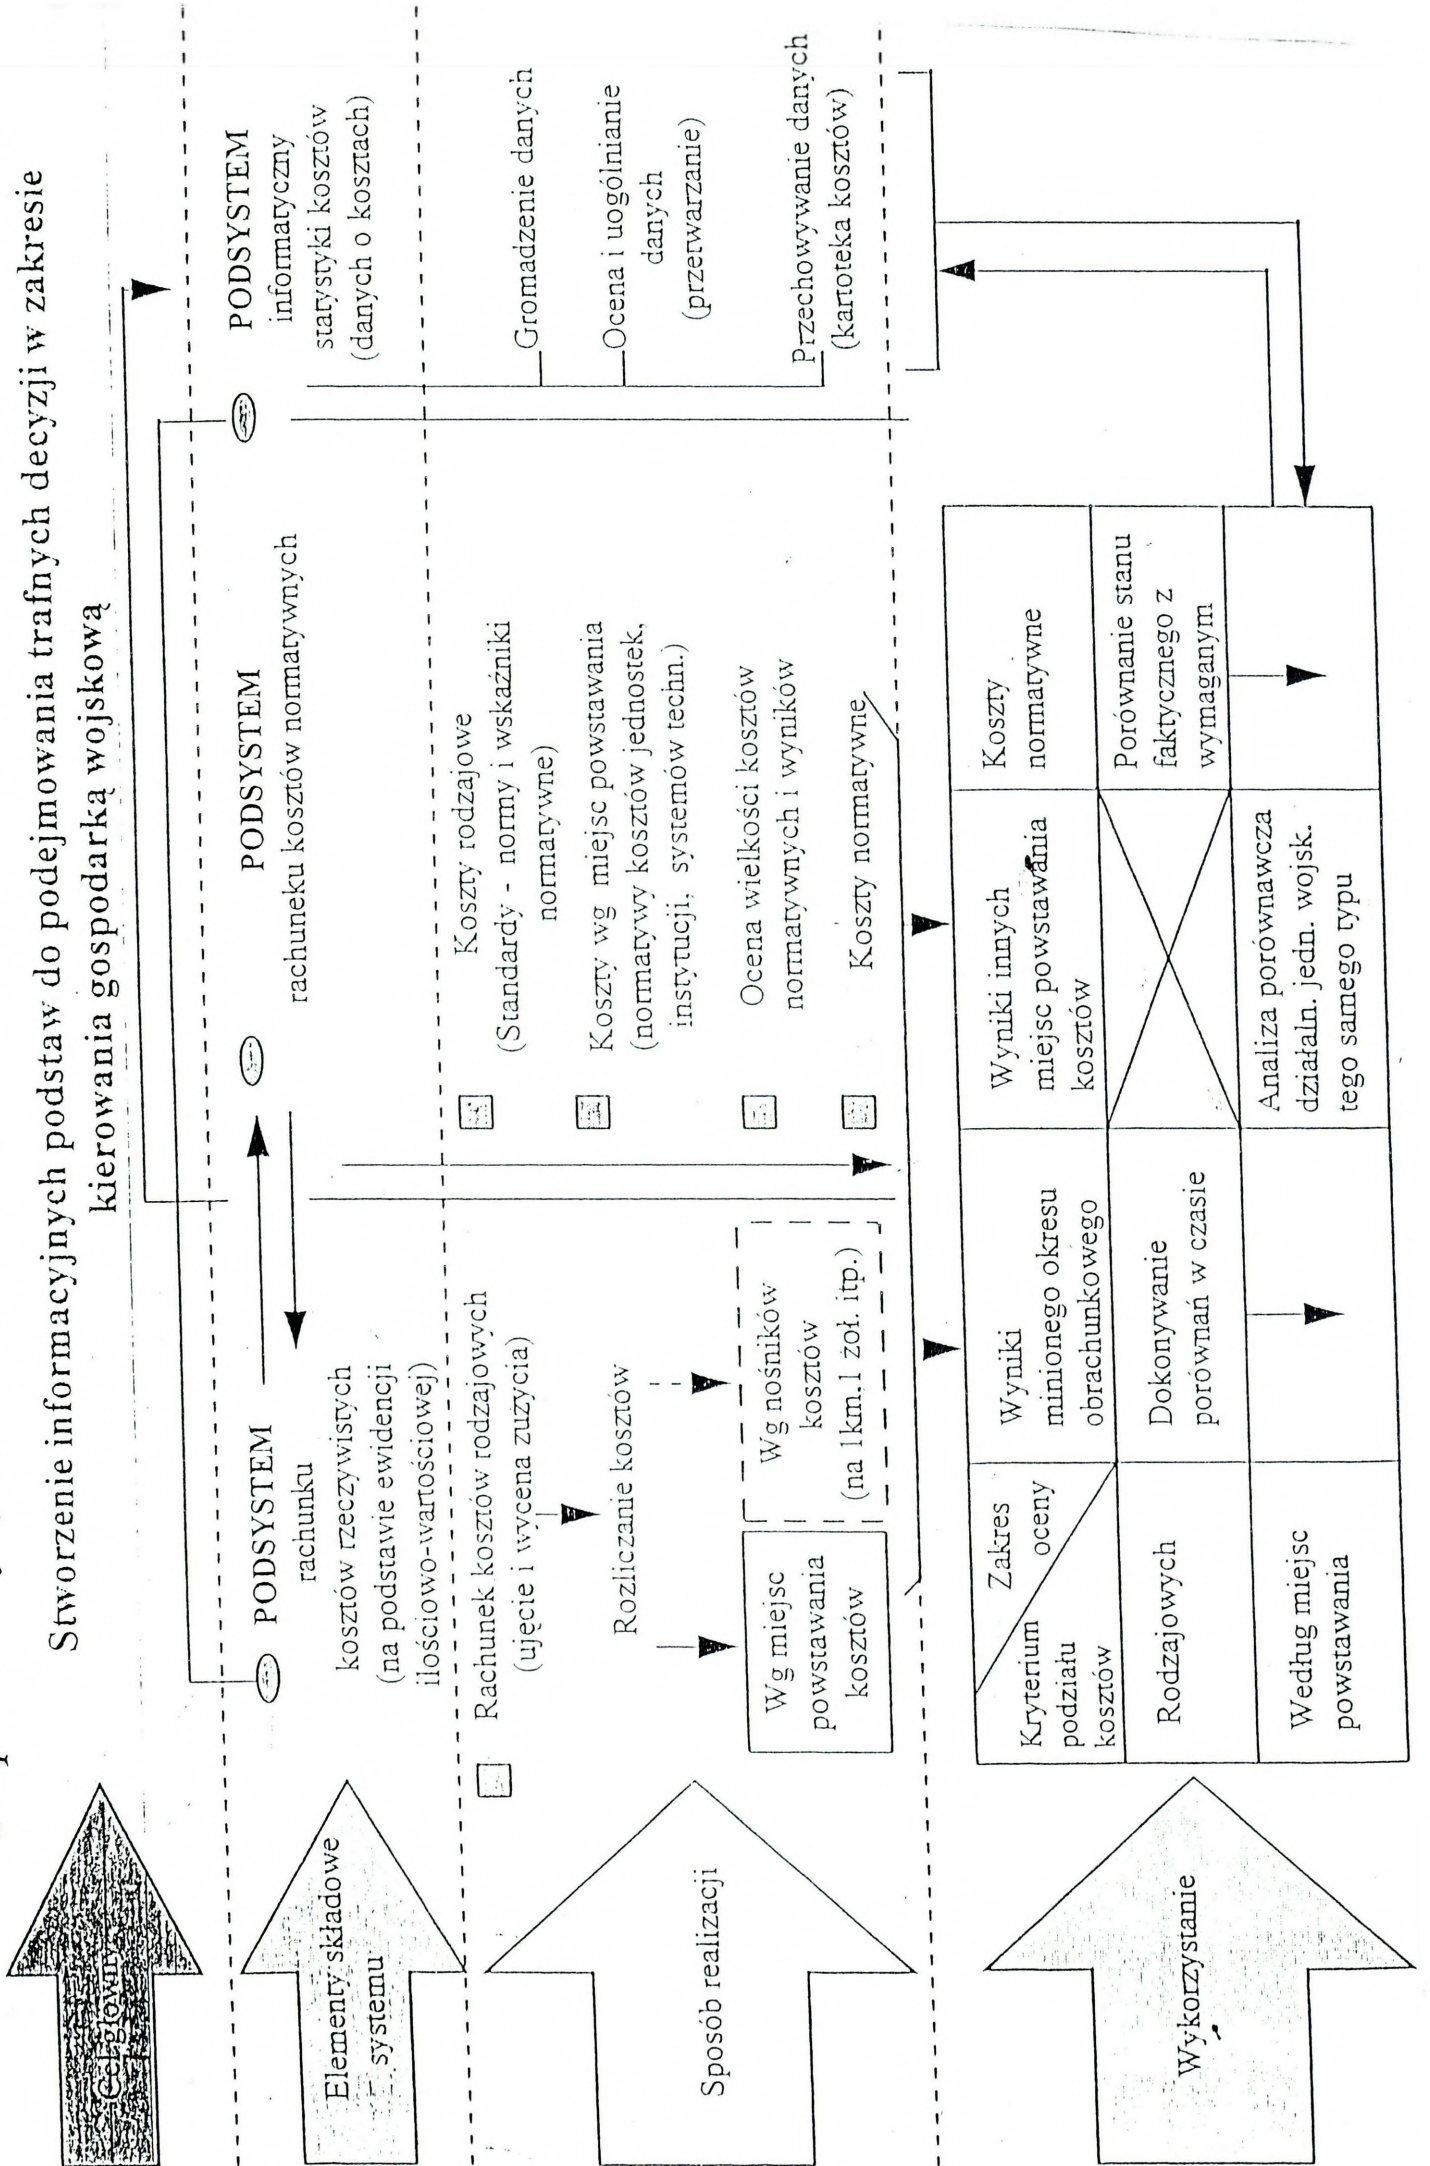 Stworzenie informacyjnych podstaw do podejmowania trafnych decyzji w zakresie
kierowania gospodarką wojskową
Cel główny
Elementy składowe
systemu
PODSYSTEM
rachunku
kosztów rzeczywistych
(na podstawie ewidencji
ilościowo-wartościowej)
PODSYSTEM
rachuneku kosztów normatywnych
PODSYSTEM
informatyczny
statystyki kosztów
(danych o kosztach)
Sposób realizacji
Rachunek kosztów rodzajowych
(ujęcie i wycena zużycia)
Rozliczanie kosztów
Wg miejsc
powstawania
kosztów
Wg nośników
kosztów
(na 1km,1 żoł. itp.)
Koszty rodzajowe
(Standardy - normy i wskaźniki
normatywne)
Koszty wg miejsc powstawania
(normatywy kosztów jednostek,
instytucji, systemów techn.)
Ocena wielkości kosztów
normatywnych i wyników
Koszty normatywne
Gromadzenie danych
Ocena i uogólnianie
danych
(przetwarzanie)
Przechowywanie danych
(kartoteka kosztów)
Wykorzystanie
Zakres
oceny
Kryterium
podziału
kosztów
Wyniki
minionego okresu
obrachunkowego
Wyniki innych
miejsc powstawania
kosztów
Koszty
normatywne
Rodzajowych
Dokonywanie
porównań w czasie
Porównanie stanu
faktycznego z
wymaganym
Według miejsc
powstawania
Analiza porównawcza
działaln. jedn. wojsk.
tego samego typu